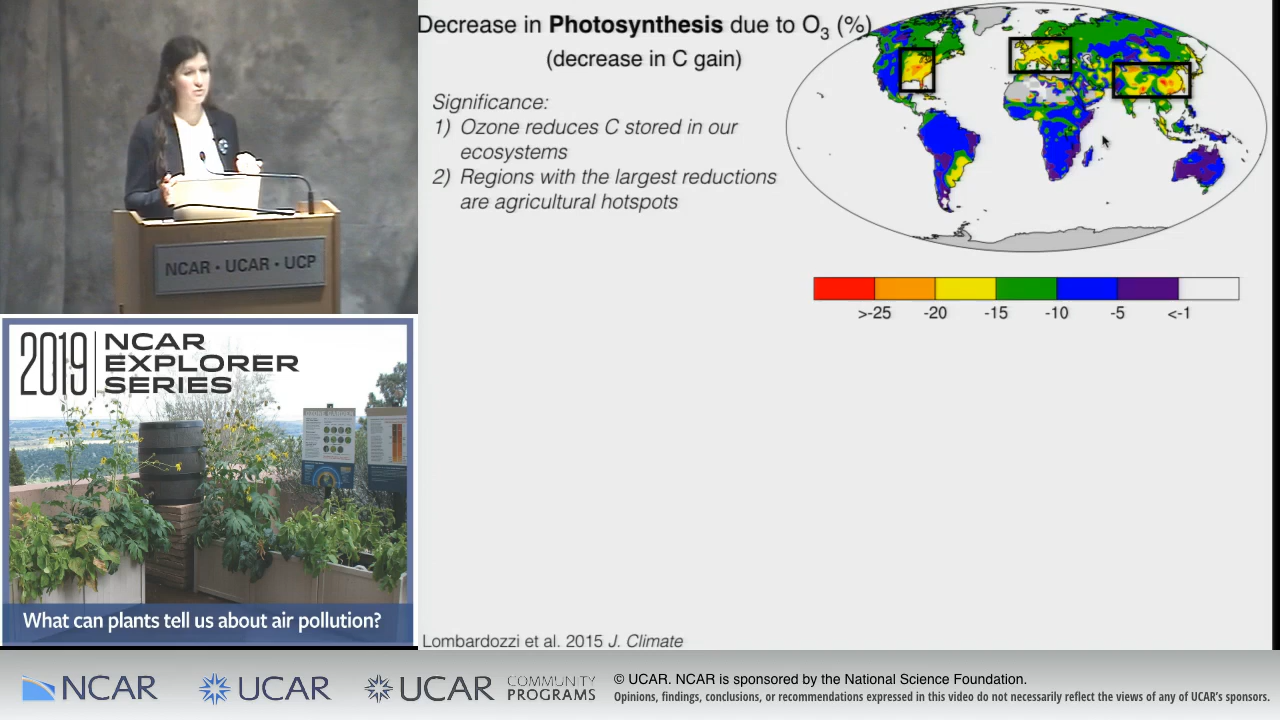 Decrease in Photosynthesis due to O3 (%)
(decrease in C gain)
Significance:
1) Ozone reduces C stored in our
ecosystems
2) Regions with the largest reductions
are agricultural hotspots
>-25 -20 -15 -10 -5 <-1
NCAR • UCAR • UCP
2019 NCAR
EXPLORER
SERIES
What can plants tell us about air pollution?
Lombardozzi et al. 2015 J. Climate
NCAR UCAR UCAR COMMUNITY
PROGRAMS
© UCAR. NCAR is sponsored by the National Science Foundation.
Opinions, findings, conclusions, or recommendations expressed in this video do not necessarily reflect the views of any of UCAR's sponsors.